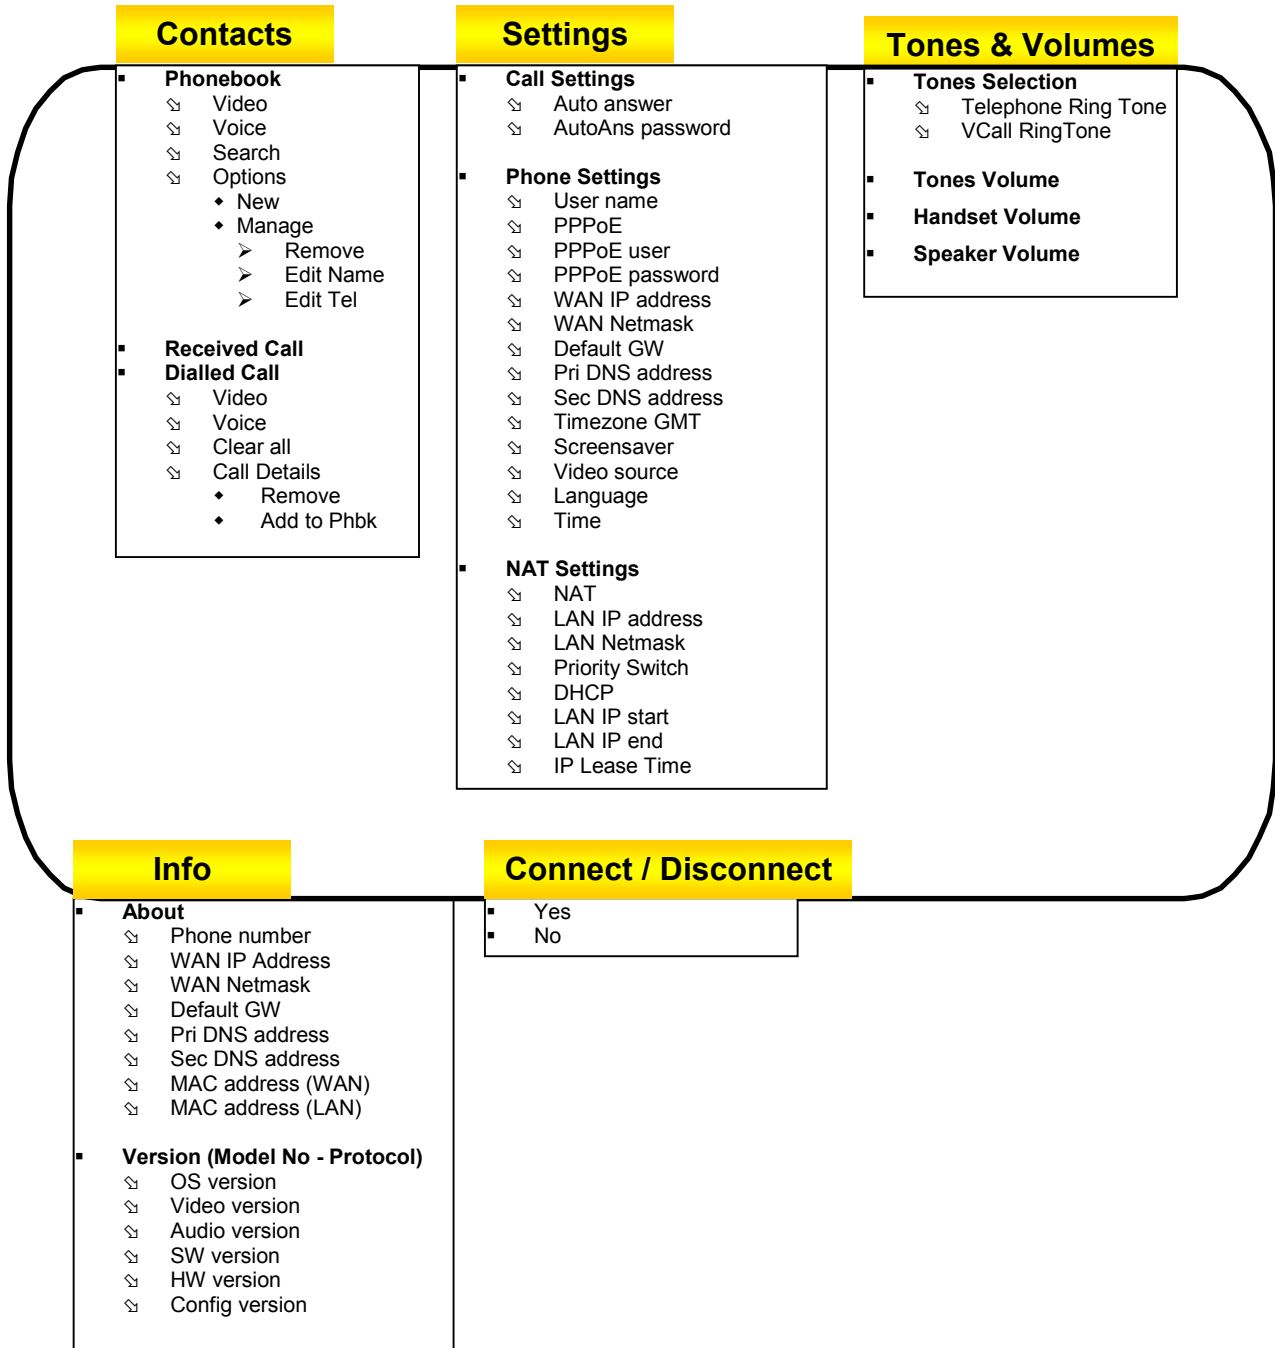 Contacts
Phonebook
Video
Voice
Search
Options
New
Manage
Remove
Edit Name
Edit Tel
Received Call
Dialled Call
Video
Voice
Clear all
Call Details
Remove
Add to Phbk
Settings
Call Settings
Auto answer
AutoAns password
Phone Settings
User name
PPPoE
PPPoE user
PPPoE password
WAN IP address
WAN Netmask
Default GW
Pri DNS address
Sec DNS address
Timezone GMT
Screensaver
Video source
Language
Time
NAT Settings
NAT
LAN IP address
LAN Netmask
Priority Switch
DHCP
LAN IP start
LAN IP end
IP Lease Time
Tones & Volumes
Tones Selection
Telephone Ring Tone
VCall RingTone
Tones Volume
Handset Volume
Speaker Volume
Info
About
Phone number
WAN IP Address
WAN Netmask
Default GW
Pri DNS address
Sec DNS address
MAC address (WAN)
MAC address (LAN)
Version (Model No - Protocol)
OS version
Video version
Audio version
SW version
HW version
Config version
Connect / Disconnect
Yes
No